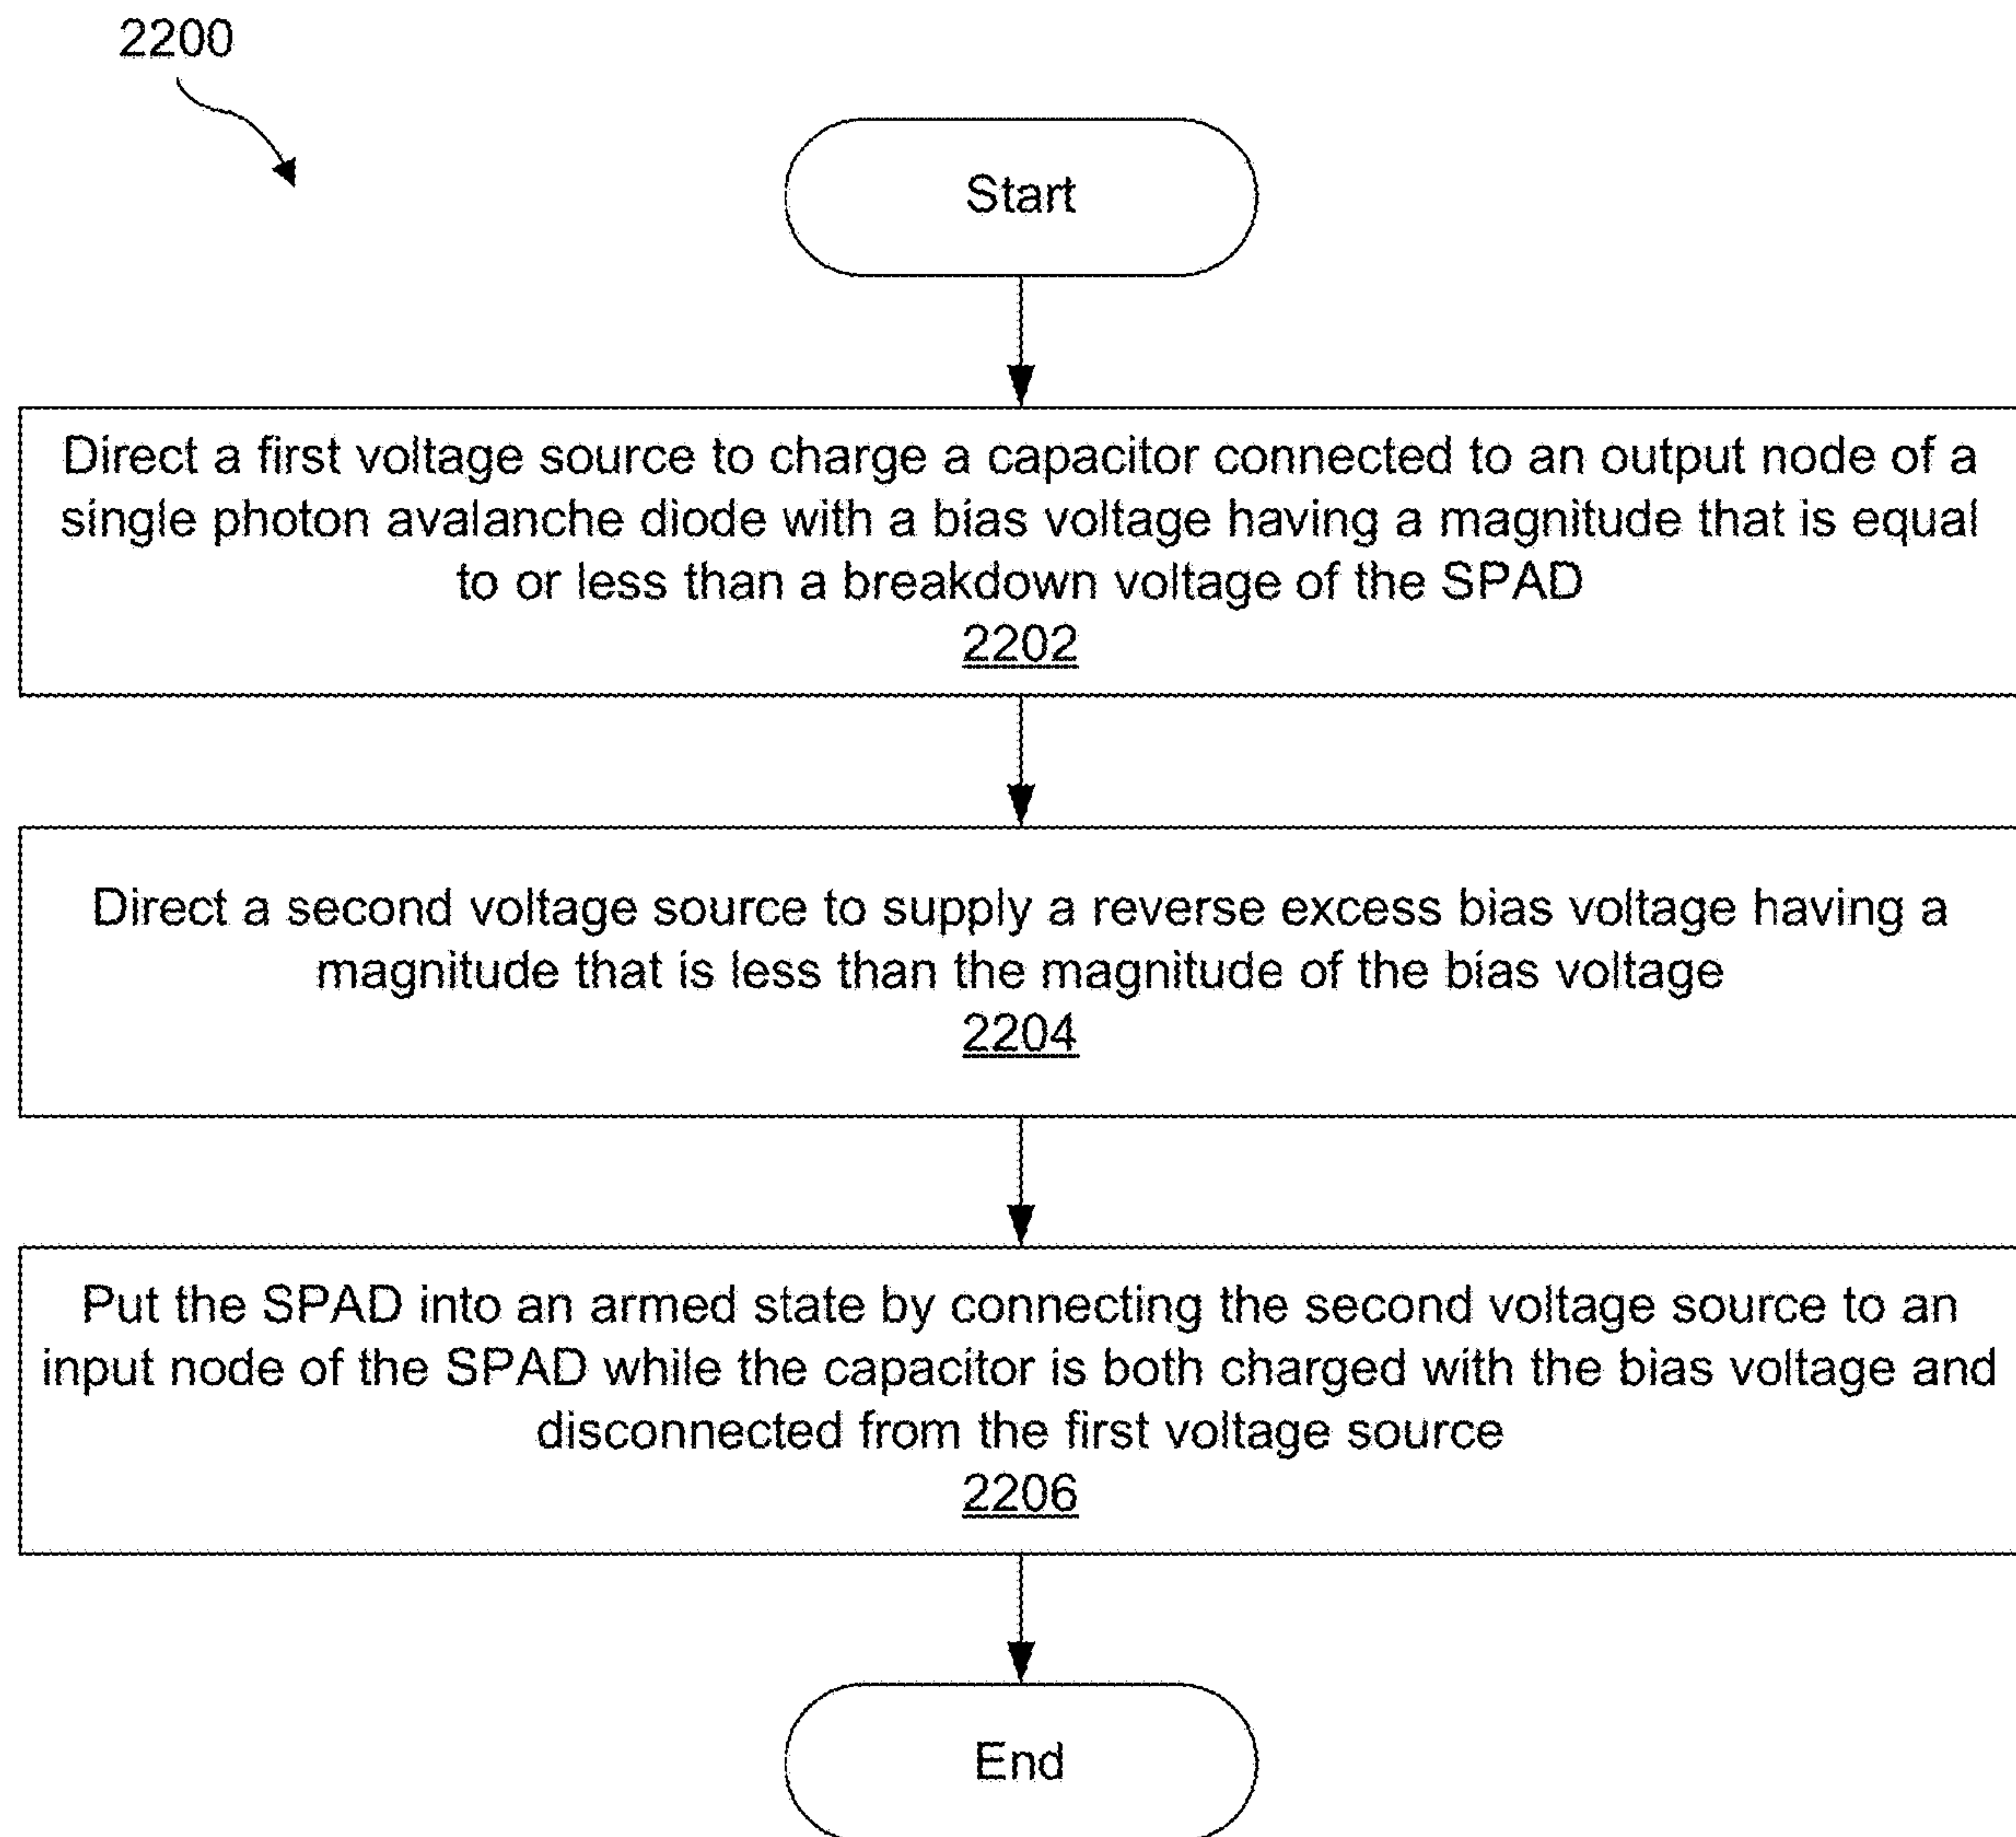 2200
Start
Direct a first voltage source to charge a capacitor connected to an output node of a
single photon avalanche diode with a bias voltage having a magnitude that is equal
to or less than a breakdown voltage of the SPAD
2202
Direct a second voltage source to supply a reverse excess bias voltage having a
magnitude that is less than the magnitude of the bias voltage
2204
Put the SPAD into an armed state by connecting the second voltage source to an
input node of the SPAD while the capacitor is both charged with the bias voltage and
disconnected from the first voltage source
2206
End